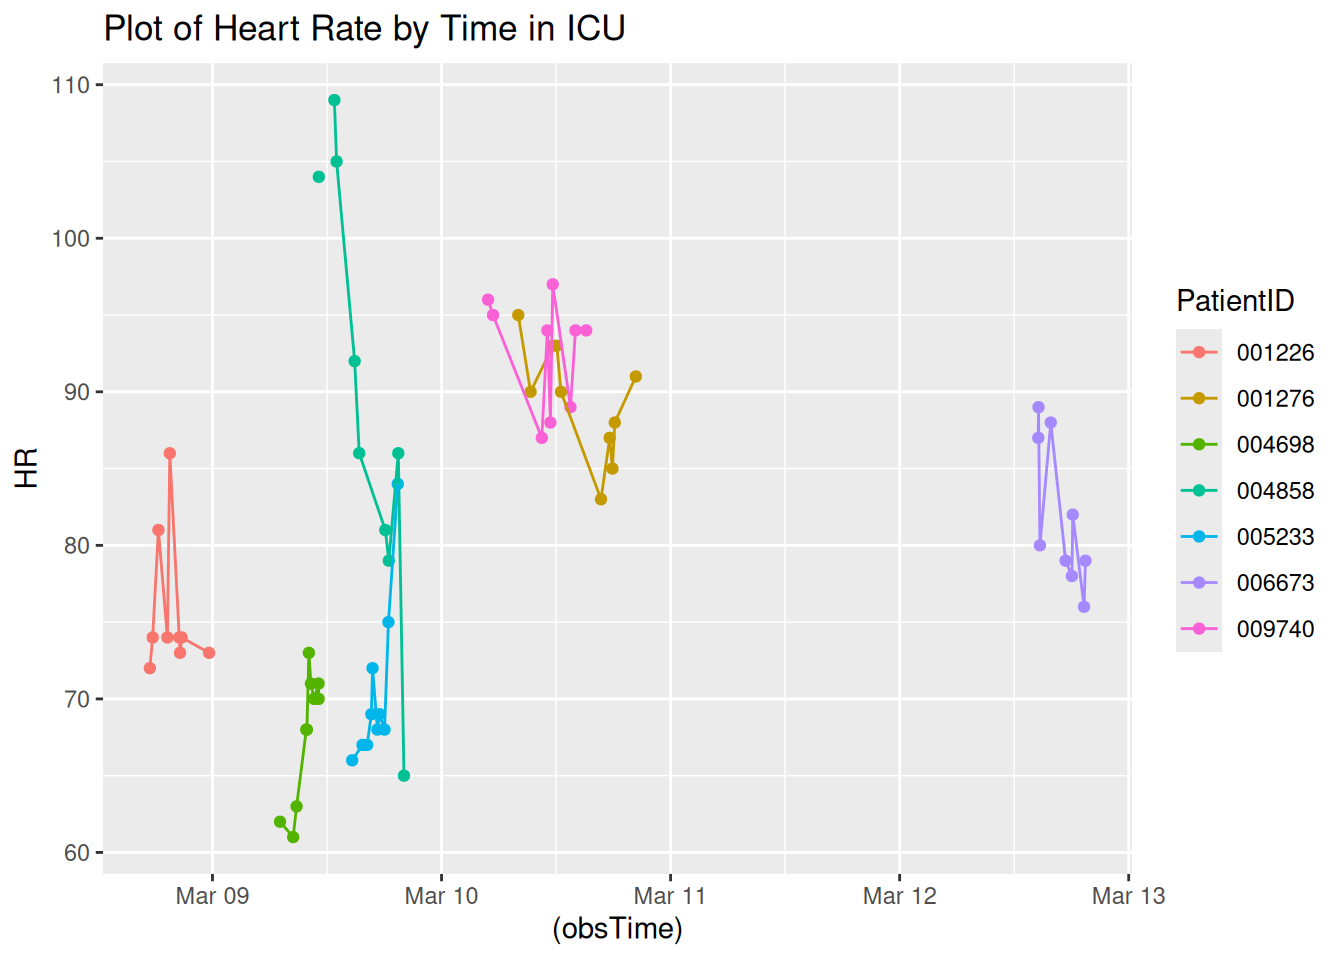 Plot of Heart Rate by Time in ICU
110
100
90
80
70
60
HR
Mar 09
Mar 10
Mar 11
Mar 12
Mar 13
(obsTime)
PatientID
001226
001276
004698
004858
005233
006673
009740